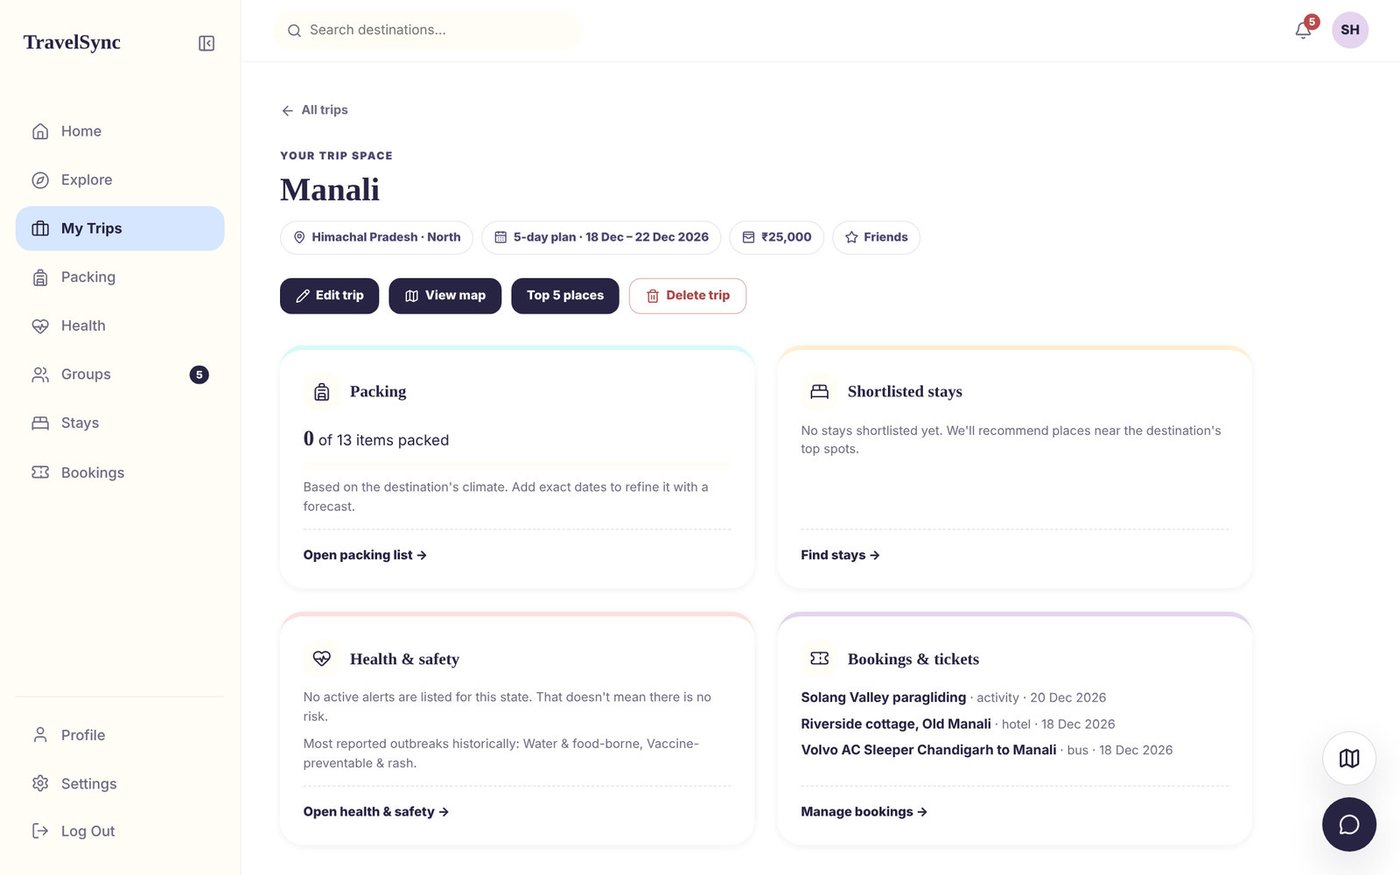 TravelSync
Search destinations...
5
SH
Home
Explore
My Trips
Packing
Health
Groups
5
Stays
Bookings
Profile
Settings
Log Out
← All trips
YOUR TRIP SPACE
Manali
Himachal Pradesh · North
5-day plan · 18 Dec – 22 Dec 2026
₹25,000
Friends
Edit trip
View map
Top 5 places
Delete trip
Packing
0 of 13 items packed
Based on the destination's climate. Add exact dates to refine it with a
forecast.
Open packing list →
Shortlisted stays
No stays shortlisted yet. We'll recommend places near the destination's
top spots.
Find stays →
Health & safety
No active alerts are listed for this state. That doesn't mean there is no
risk.
Most reported outbreaks historically: Water & food-borne, Vaccine-
preventable & rash.
Open health & safety →
Bookings & tickets
Solang Valley paragliding · activity · 20 Dec 2026
Riverside cottage, Old Manali · hotel · 18 Dec 2026
Volvo AC Sleeper Chandigarh to Manali · bus · 18 Dec 2026
Manage bookings →